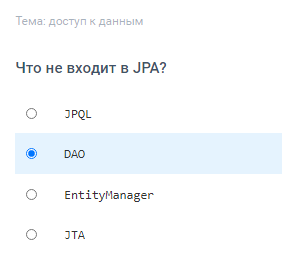 Тема: доступ к данным
Что не входит в JPA?
JPQL
DAO
EntityManager
JTA